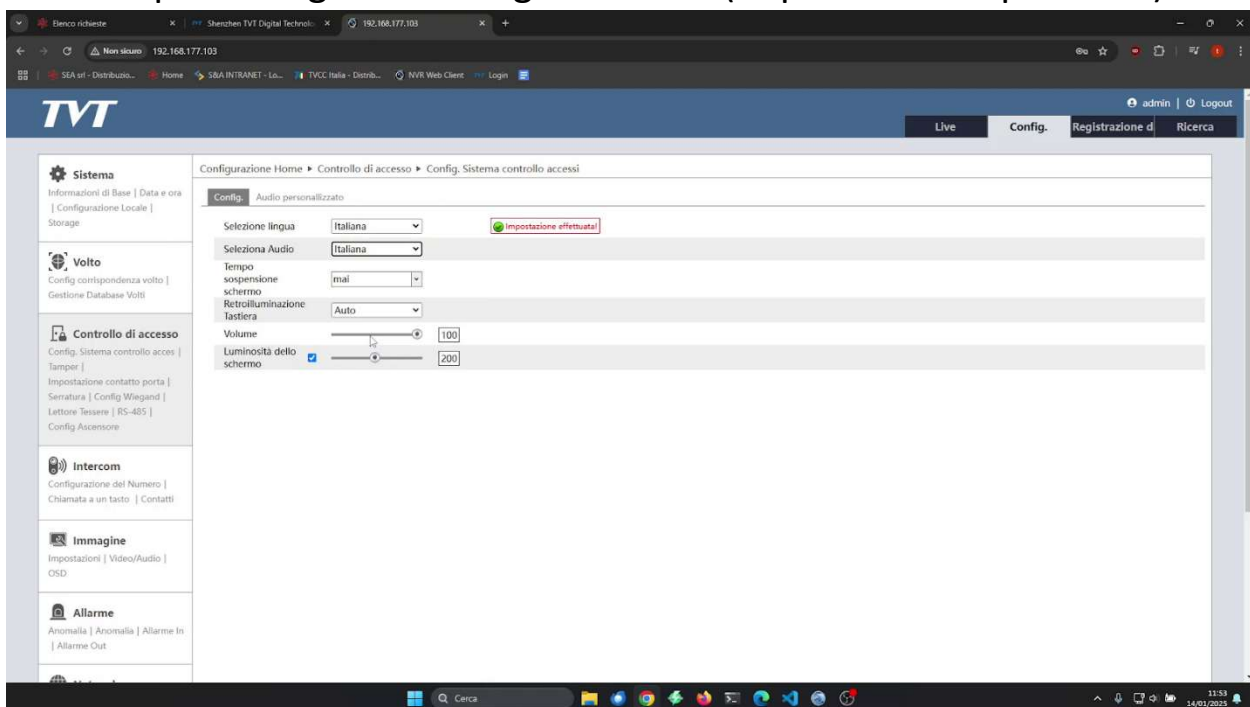 Elenco richieste
Shenzhen TVT Digital Technolo
192.168.177.103
Non sicuro 192.168.177.103
SEA srl - Distribuzio... Home S&A INTRANET - Lo... TVCC Italia - Distrib... NVR Web Client Login
TVT
admin | Logout
Live Config. Registrazione d Ricerca
Sistema
Informazioni di Base | Data e ora
| Configurazione Locale |
Storage
Volto
Config corrispondenza volto |
Gestione Database Volti
Controllo di accesso
Config. Sistema controllo acces |
Tamper |
Impostazione contatto porta |
Serratura | Config Wiegand |
Lettore Tessere | RS-485 |
Config Ascensore
Intercom
Configurazione del Numero |
Chiamata a un tasto | Contatti
Immagine
Impostazioni | Video/Audio |
OSD
Allarme
Anomalia | Anomalia | Allarme In
| Allarme Out
Configurazione Home ▸ Controllo di accesso ▸ Config. Sistema controllo accessi
Config. Audio personalizzato
Selezione lingua Italiana Impostazione effettuata!
Seleziona Audio Italiana
Tempo
sospensione
schermo mai
Retroilluminazione
Tastiera Auto
Volume 100
Luminosità dello
schermo 200
Cerca
11:53
14/01/2025